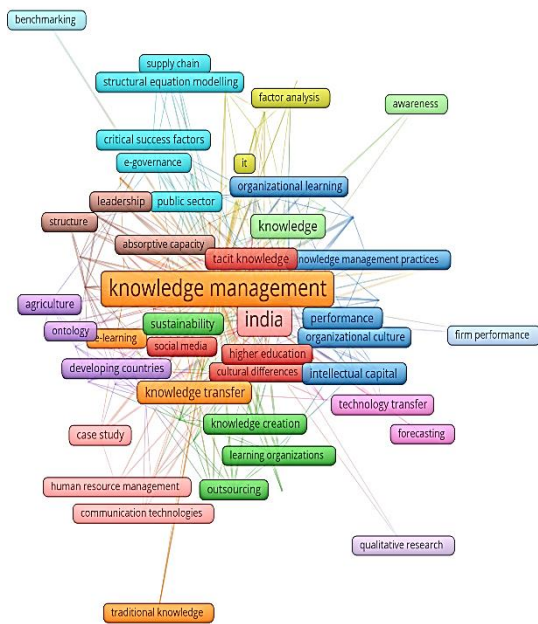 benchmarking
supply chain
structural equation modelling
factor analysis
awareness
critical success factors
e-governance
it
organizational learning
leadership
public sector
structure
knowledge
absorptive capacity
tacit knowledge
nowledge management practices
knowledge management
agriculture
india
performance
sustainability
ontology
e-learning
organizational culture
firm performance
social media
higher education
developing countries
cultural differences
intellectual capital
knowledge transfer
technology transfer
knowledge creation
case study
forecasting
learning organizations
human resource management
outsourcing
communication technologies
qualitative research
traditional knowledge